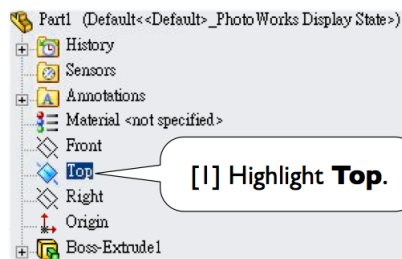 Part1 (Default<<Default>_PhotoWorks Display State>)
History
Sensors
Annotations
Material <not specified>
Front
Top
[1] Highlight Top.
Right
Origin
Boss-Extrude1